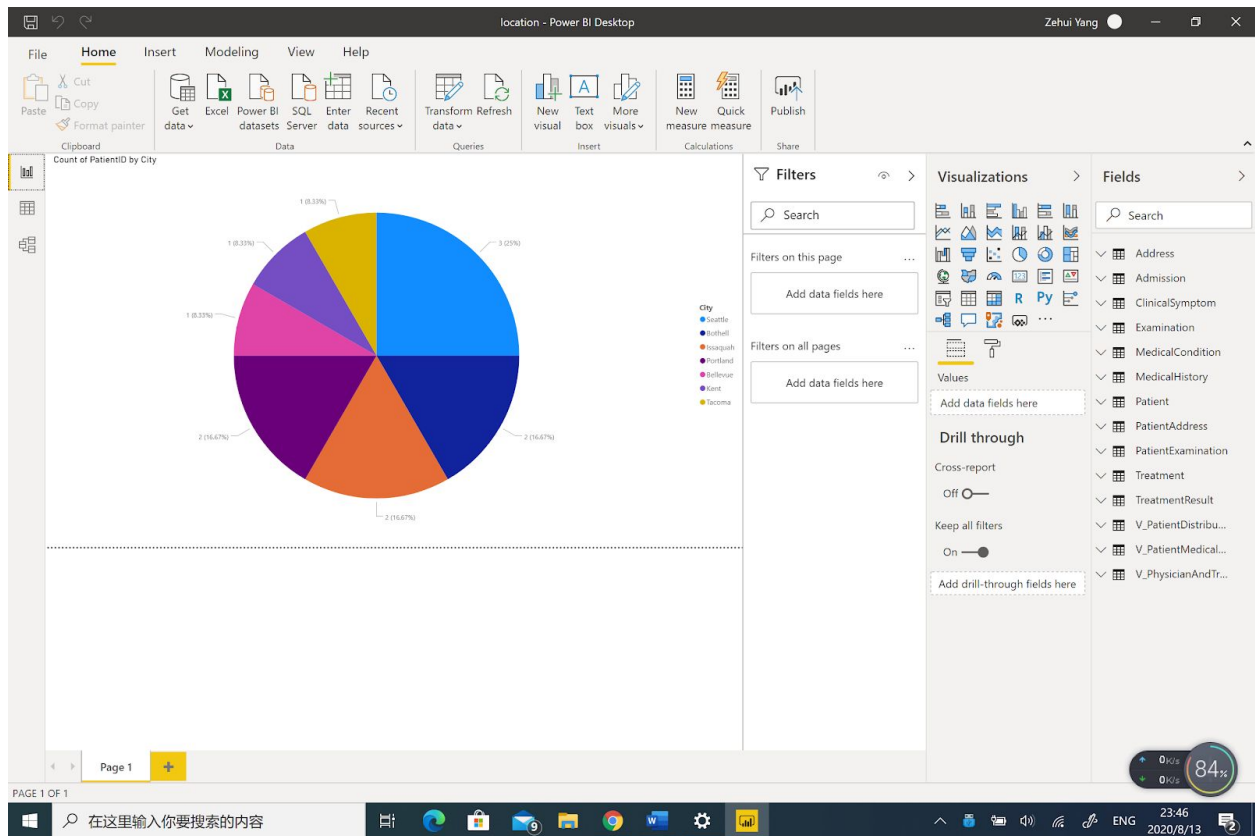 location - Power BI Desktop
Zehui Yang
File Home Insert Modeling View Help
Cut
Copy
Format painter
Paste
Get data
Excel
Power BI datasets
SQL Server
Enter data
Recent sources
Transform data
Refresh
New visual
Text box
More visuals
New measure
Quick measure
Publish
Clipboard
Data
Queries
Insert
Calculations
Share
Count of PatientID by City
1 (8.33%)
1 (8.33%)
3 (25%)
1 (8.33%)
2 (16.67%)
2 (16.67%)
2 (16.67%)
City
Seattle
Bothell
Issaquah
Portland
Bellevue
Kent
Tacoma
Filters
Search
Filters on this page
...
Add data fields here
Filters on all pages
...
Add data fields here
Visualizations
123
R
Py
...
Values
Add data fields here
Drill through
Cross-report
Off
Keep all filters
On
Add drill-through fields here
Fields
Search
Address
Admission
ClinicalSymptom
Examination
MedicalCondition
MedicalHistory
Patient
PatientAddress
PatientExamination
Treatment
TreatmentResult
V_PatientDistribu...
V_PatientMedical...
V_PhysicianAndTr...
Page 1
PAGE 1 OF 1
0K/s
0K/s
84%
在这里输入你要搜索的内容
9
ENG
23:46
2020/8/13
2